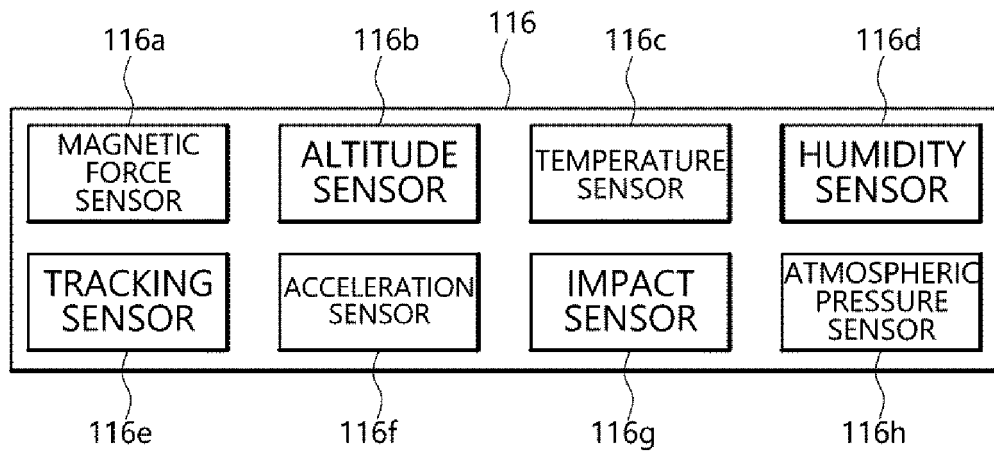 116a 116b 116 116c 116d
MAGNETIC
FORCE
SENSOR
ALTITUDE
SENSOR
TEMPERATURE
SENSOR
HUMIDITY
SENSOR
TRACKING
SENSOR
ACCELERATION
SENSOR
IMPACT
SENSOR
ATMOSPHERIC
PRESSURE
SENSOR
116e 116f 116g 116h